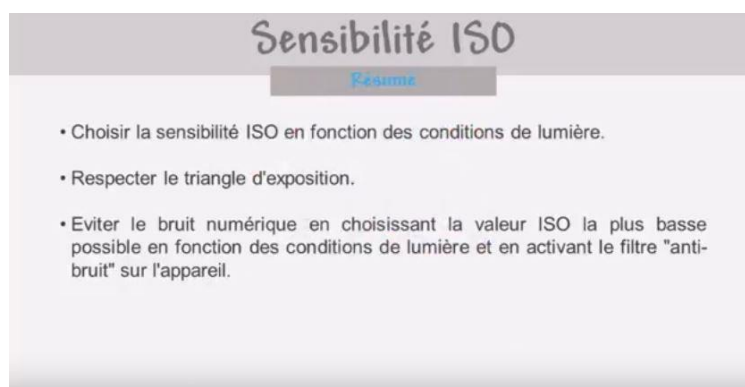 Sensibilité ISO
Résume
• Choisir la sensibilité ISO en fonction des conditions de lumière.
• Respecter le triangle d'exposition.
• Eviter le bruit numérique en choisissant la valeur ISO la plus basse
possible en fonction des conditions de lumière et en activant le filtre "anti-
bruit" sur l'appareil.